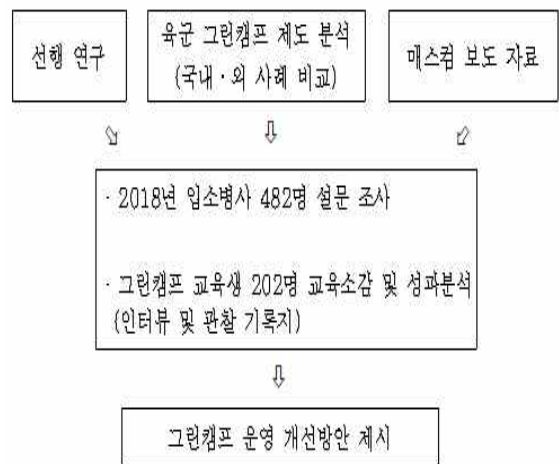 선행 연구
육군 그린캠프 제도 분석
(국내·외 사례 비교)
매스컴 보도 자료
· 2018년 입소병사 482명 설문 조사
· 그린캠프 교육생 202명 교육소감 및 성과분석
(인터뷰 및 관찰 기록지)
그린캠프 운영 개선방안 제시